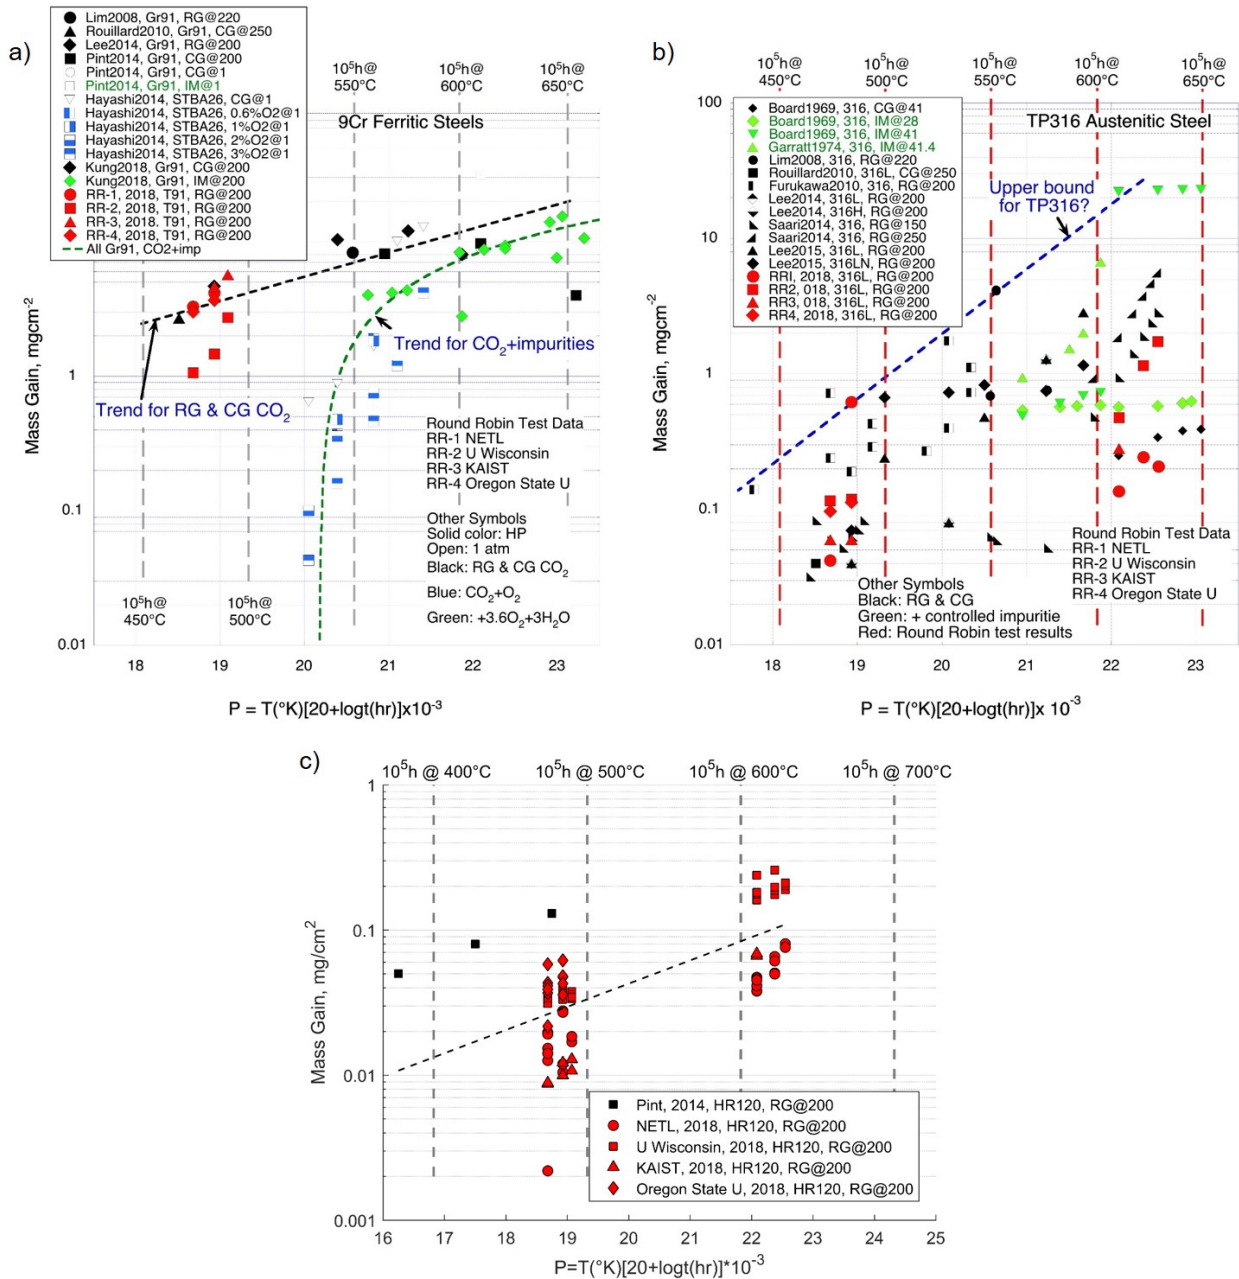 a)
Lim2008, Gr91, RG@220
Rouillard2010, Gr91, CG@250
Lee2014, Gr91, RG@200
Pint2014, Gr91, CG@200
Pint2014, Gr91, CG@1
Pint2014, Gr91, IM@1
Hayashi2014, STBA26, CG@1
Hayashi2014, STBA26, 0.6%O2@1
Hayashi2014, STBA26, 1%O2@1
Hayashi2014, STBA26, 2%O2@1
Hayashi2014, STBA26, 3%O2@1
Kung2018, Gr91, CG@200
Kung2018, Gr91, IM@200
RR-1, 2018, T91, RG@200
RR-2, 2018, T91, RG@200
RR-3, 2018, T91, RG@200
RR-4, 2018, T91, RG@200
All Gr91, CO2+imp
10⁵h@
550°C
10⁵h@
600°C
10⁵h@
650°C
9Cr Ferritic Steels
Trend for CO₂+impurities
Trend for RG & CG CO₂
Round Robin Test Data
RR-1 NETL
RR-2 U Wisconsin
RR-3 KAIST
RR-4 Oregon State U
Other Symbols
Solid color: HP
Open: 1 atm
Black: RG & CG CO₂
Blue: CO₂+O₂
Green: +3.6O₂+3H₂O
10⁵h@
450°C
10⁵h@
500°C
1
0.1
0.01
Mass Gain, mgcm⁻²
18 19 20 21 22 23
P = T(°K)[20+logt(hr)]x10⁻³
b)
10⁵h@
450°C
10⁵h@
500°C
10⁵h@
550°C
10⁵h@
600°C
10⁵h@
650°C
Board1969, 316, CG@41
Board1969, 316, IM@28
Board1969, 316, IM@41
Garratt1974, 316, IM@41.4
Lim2008, 316, RG@220
Rouillard2010, 316L, CG@250
Furukawa2010, 316, RG@200
Lee2014, 316L, RG@200
Lee2014, 316H, RG@200
Saari2014, 316, RG@150
Saari2014, 316, RG@250
Lee2015, 316L, RG@200
Lee2015, 316LN, RG@200
RRI, 2018, 316L, RG@200
RR2, 018, 316L, RG@200
RR3, 018, 316L, RG@200
RR4, 2018, 316L, RG@200
TP316 Austenitic Steel
Upper bound
for TP316?
Round Robin Test Data
RR-1 NETL
RR-2 U Wisconsin
RR-3 KAIST
RR-4 Oregon State U
Other Symbols
Black: RG & CG
Green: + controlled impuritie
Red: Round Robin test results
100
10
1
0.1
0.01
Mass Gain, mgcm⁻²
18 19 20 21 22 23
P = T(°K)[20+logt(hr)]x 10⁻³
c)
10⁵h @ 400°C 10⁵h @ 500°C 10⁵h @ 600°C 10⁵h @ 700°C
1
0.1
0.01
0.001
Mass Gain, mg/cm²
Pint, 2014, HR120, RG@200
NETL, 2018, HR120, RG@200
U Wisconsin, 2018, HR120, RG@200
KAIST, 2018, HR120, RG@200
Oregon State U, 2018, HR120, RG@200
16 17 18 19 20 21 22 23 24 25
P=T(°K)[20+logt(hr)]*10⁻³